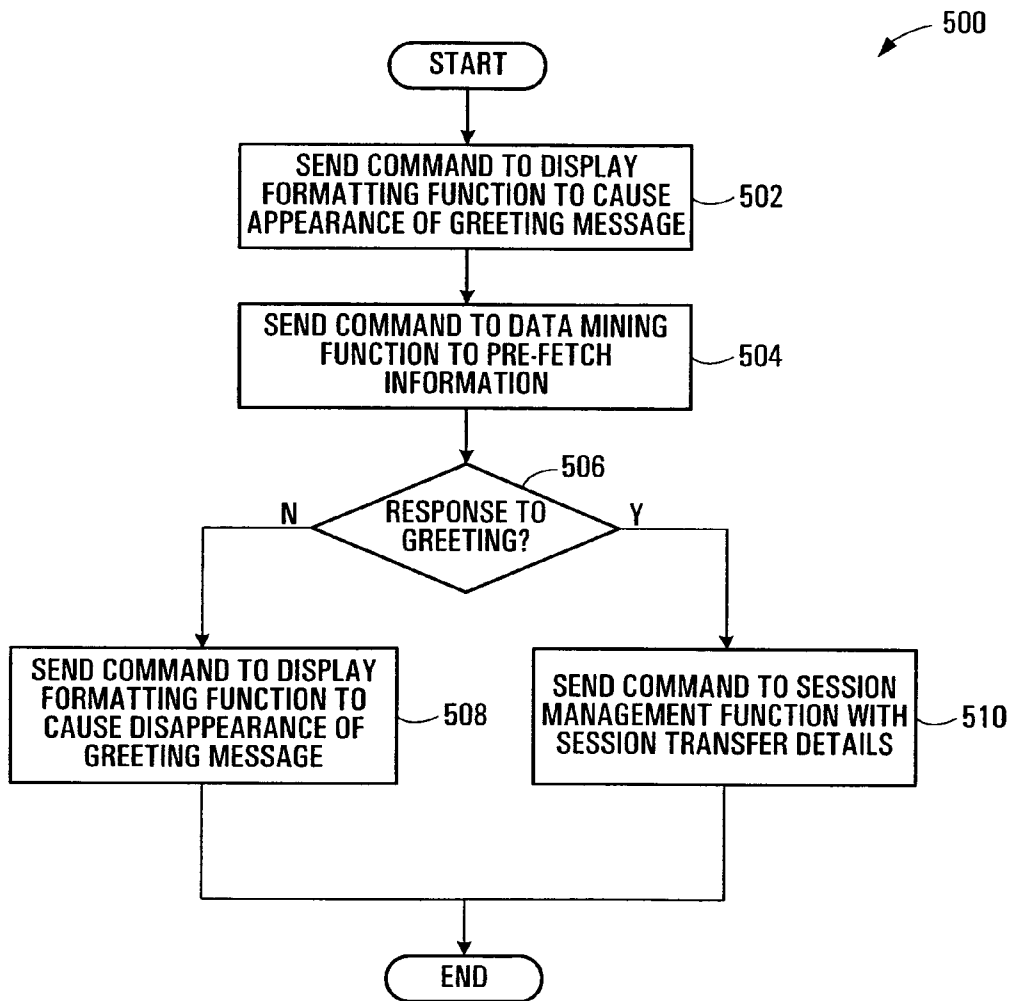 500
START
SEND COMMAND TO DISPLAY
FORMATTING FUNCTION TO CAUSE
APPEARANCE OF GREETING MESSAGE
502
SEND COMMAND TO DATA MINING
FUNCTION TO PRE-FETCH
INFORMATION
504
506
RESPONSE TO
GREETING?
N
Y
SEND COMMAND TO DISPLAY
FORMATTING FUNCTION TO
CAUSE DISAPPEARANCE OF
GREETING MESSAGE
508
SEND COMMAND TO SESSION
MANAGEMENT FUNCTION WITH
SESSION TRANSFER DETAILS
510
END